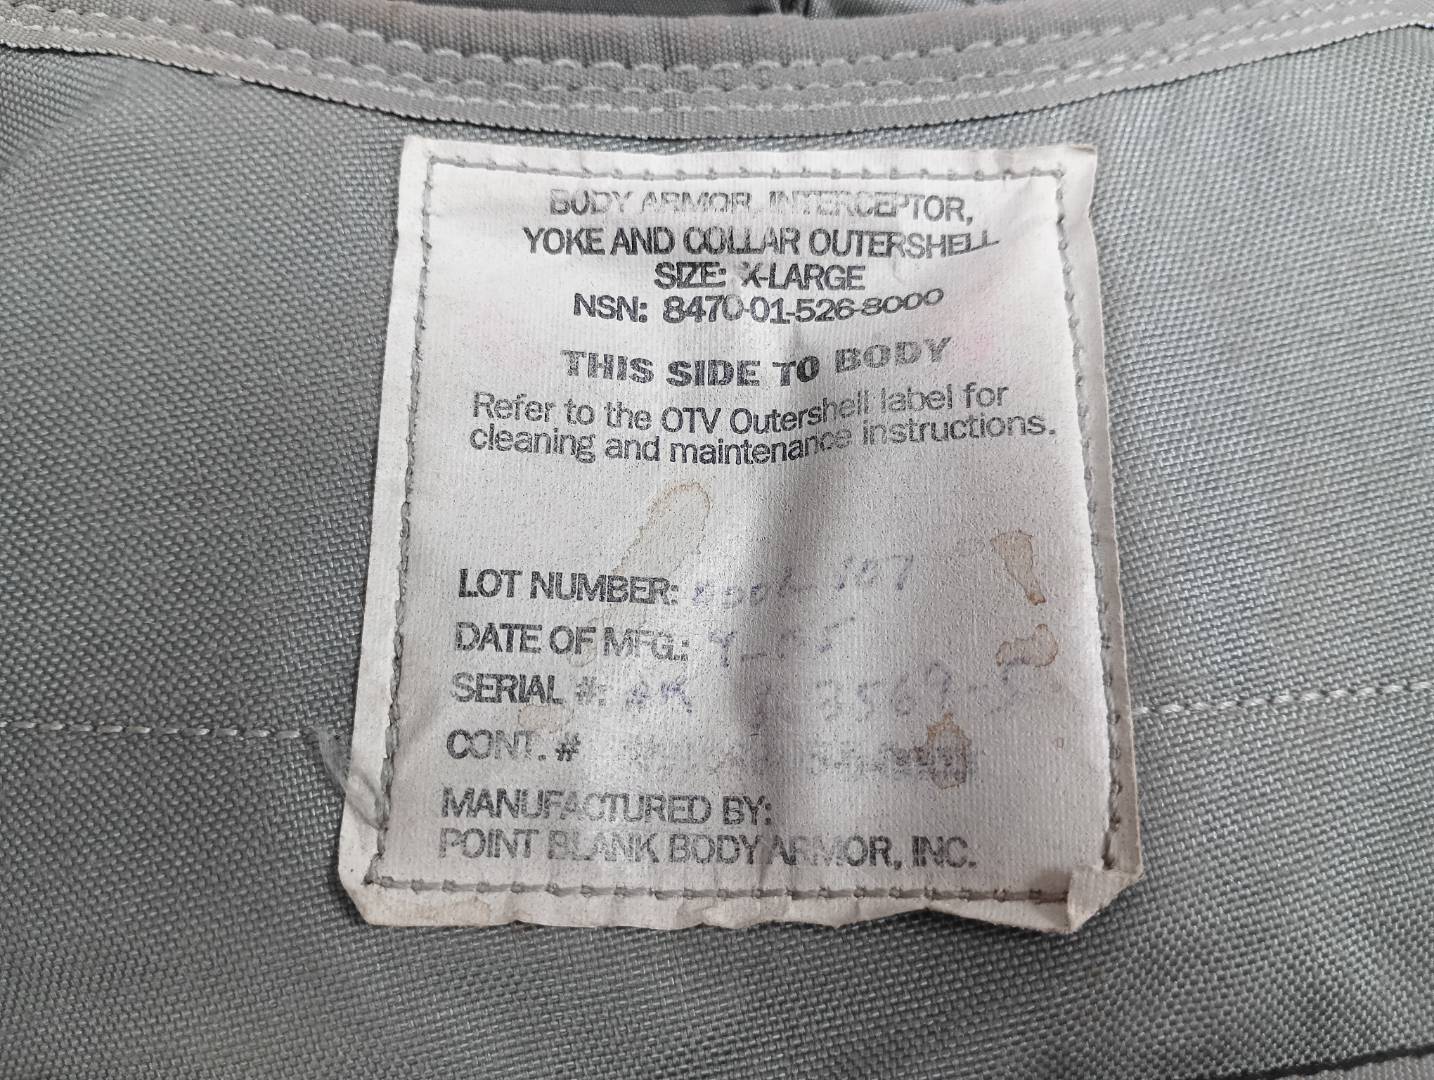 BODY ARMOR, INTERCEPTOR,
YOKE AND COLLAR OUTERSHELL
SIZE: X-LARGE
NSN: 8470-01-526-8000
THIS SIDE TO BODY
Refer to the OTV Outershell label for
cleaning and maintenance instructions.
LOT NUMBER:
DATE OF MFG.:
SERIAL #:
CONT. #
MANUFACTURED BY:
POINT BLANK BODY ARMOR, INC.